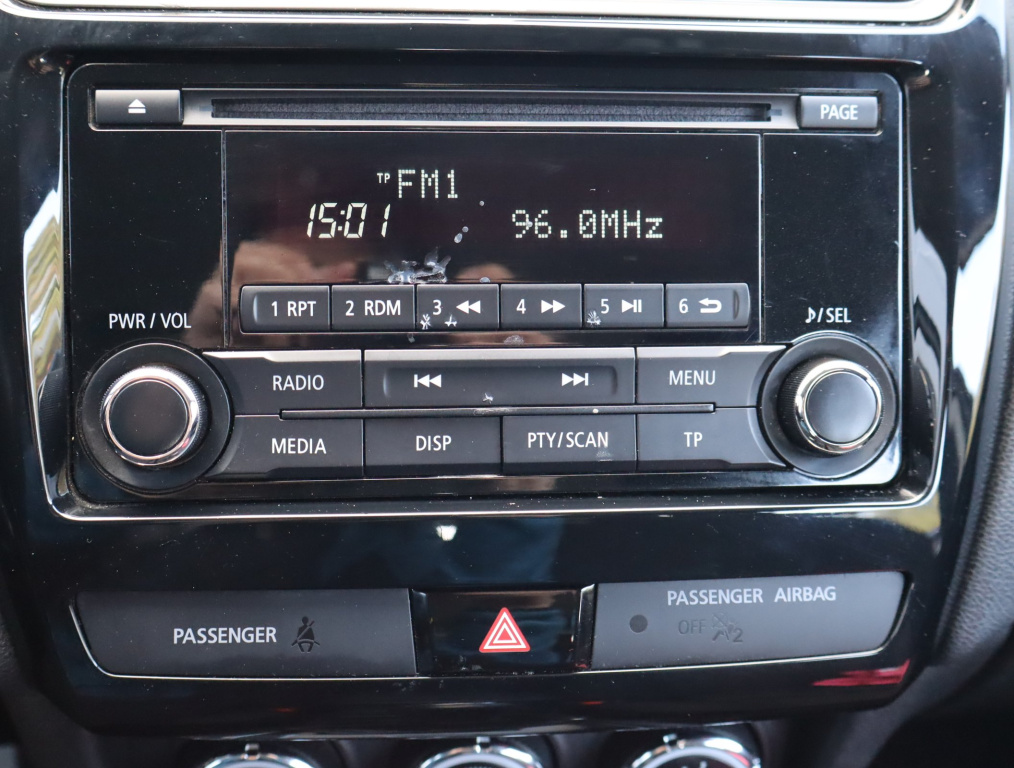 PAGE
TP FM1
15:01 96.0MHz
1 RPT 2 RDM 3 4 5 6
PWR / VOL
/SEL
RADIO MENU
MEDIA DISP PTY/SCAN TP
PASSENGER AIRBAG
PASSENGER OFF 2